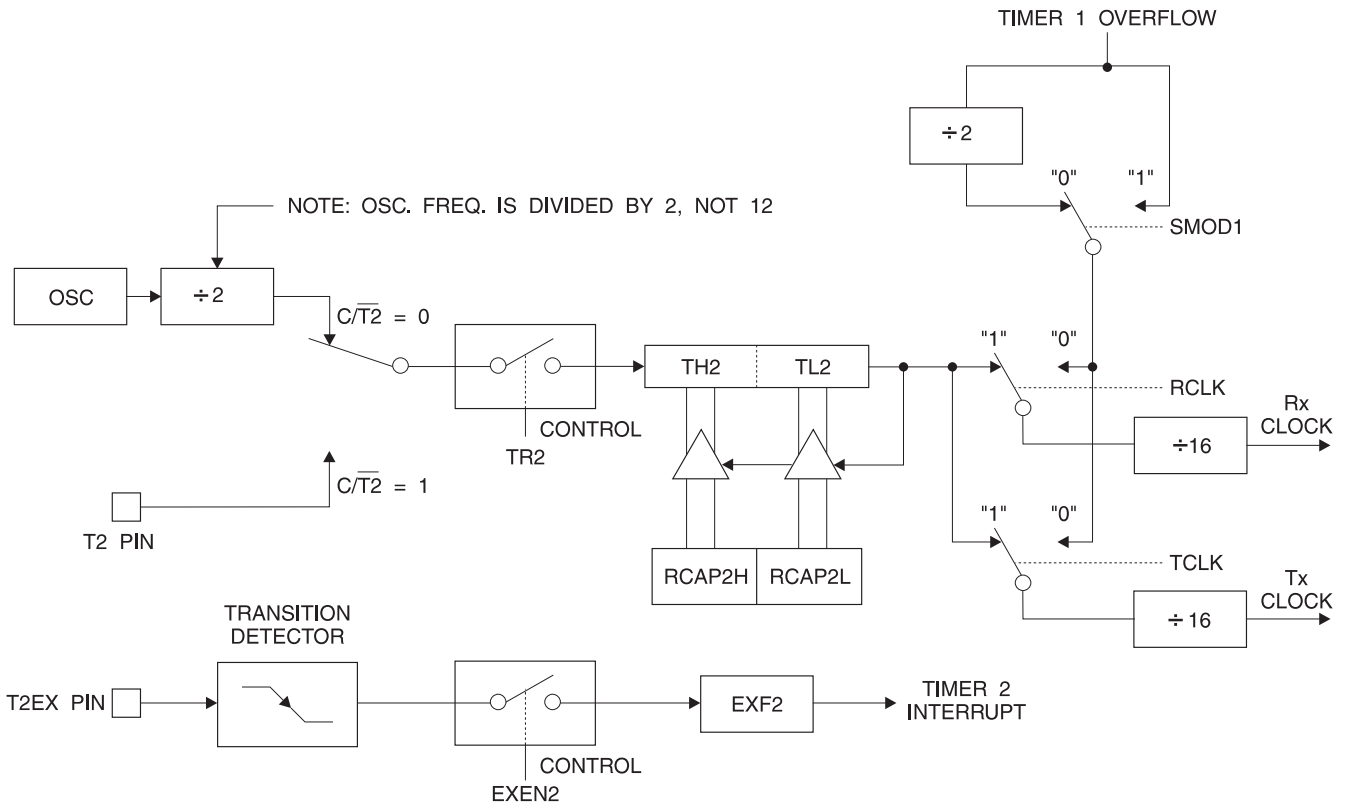 TIMER 1 OVERFLOW
÷2
"0"
"1"
NOTE: OSC. FREQ. IS DIVIDED BY 2, NOT 12
SMOD1
OSC
÷2
C/T2̅ = 0
TH2
TL2
"1"
"0"
RCLK
CONTROL
TR2
Rx
CLOCK
÷16
C/T2̅ = 1
T2 PIN
"1"
"0"
RCAP2H
RCAP2L
TCLK
Tx
CLOCK
÷16
TRANSITION
DETECTOR
T2EX PIN
EXF2
TIMER 2
INTERRUPT
CONTROL
EXEN2